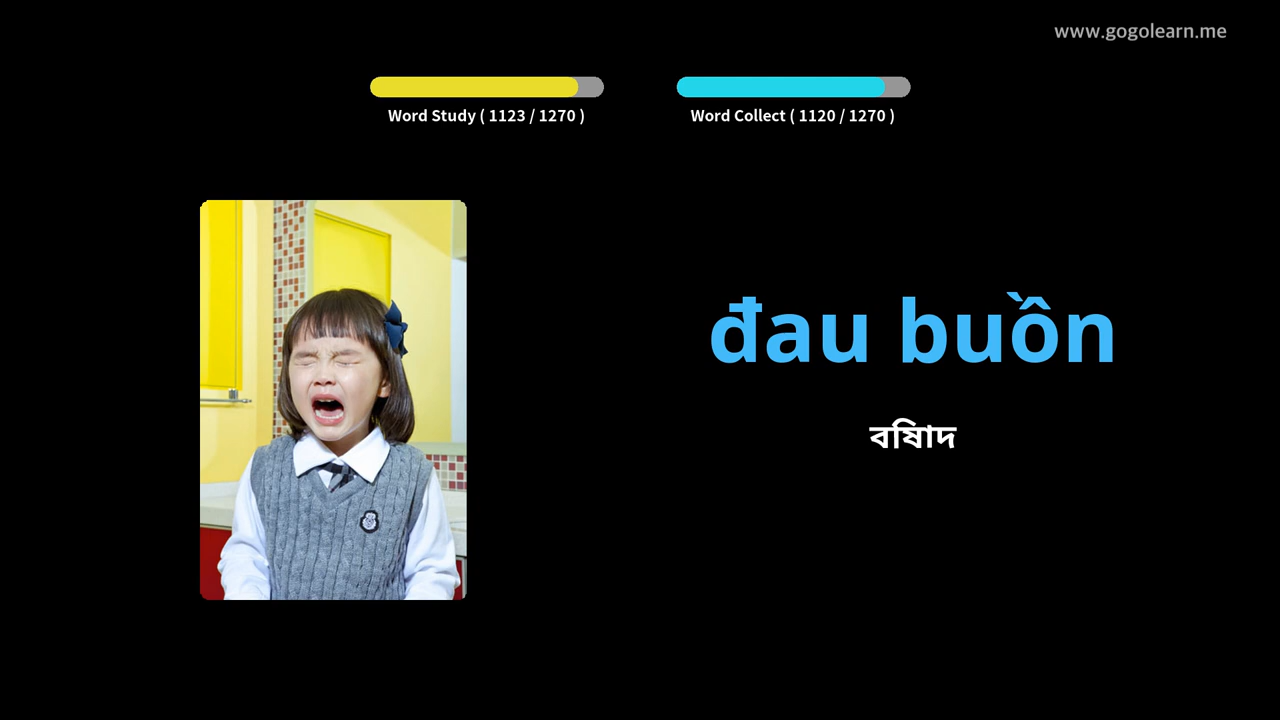 www.gogolearn.me
Word Study ( 1123 / 1270 )
Word Collect ( 1120 / 1270 )
đau buồn
বিষাদ